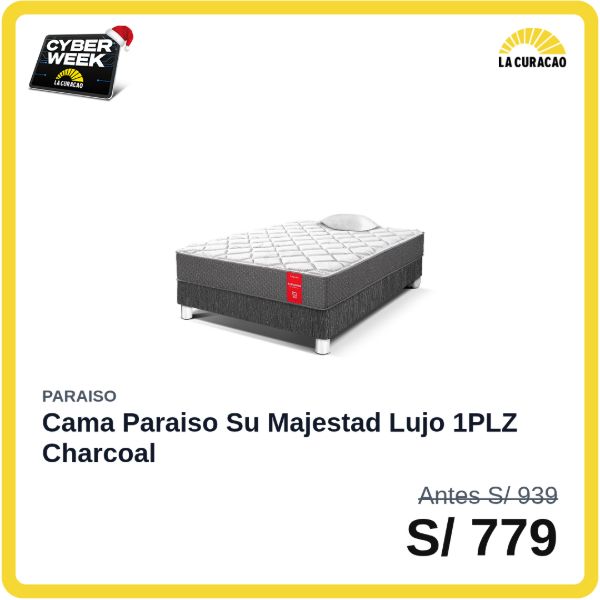 CYBER
WEEK
LA CURACAO
LA CURACAO
PARAISO
Cama Paraiso Su Majestad Lujo 1PLZ
Charcoal
Antes S/ 939
S/ 779